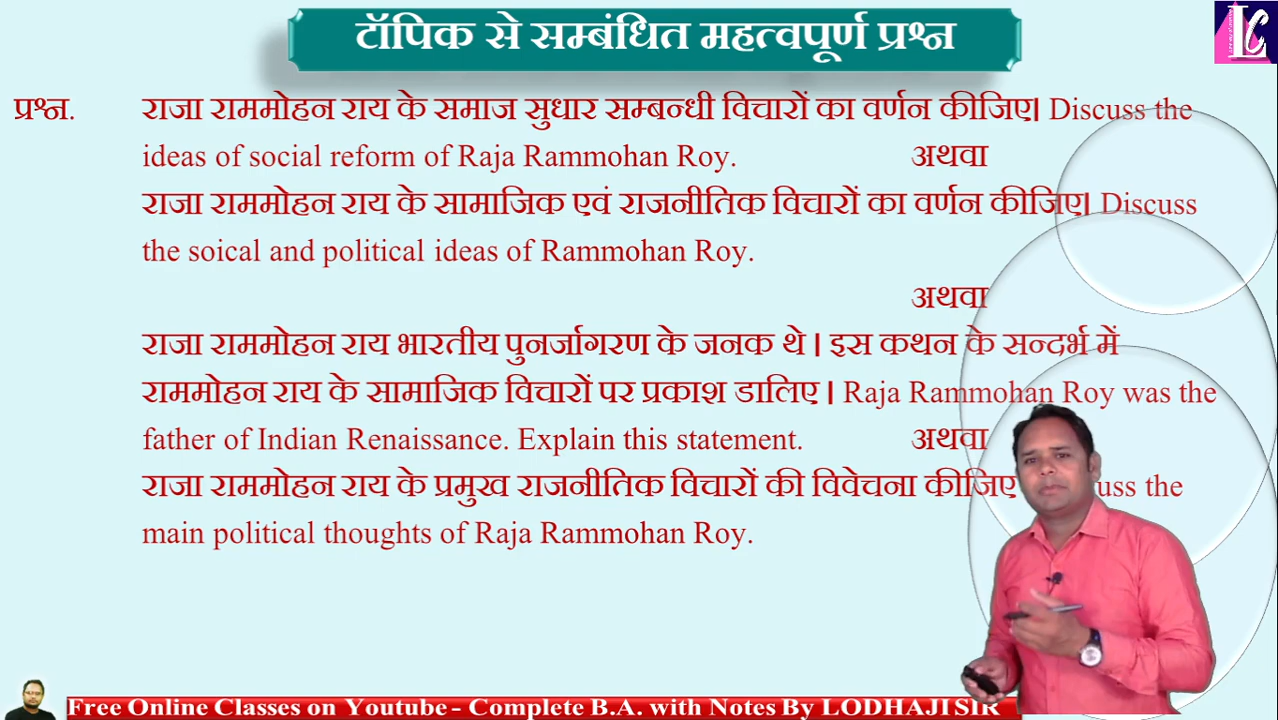 टॉपिक से सम्बंधित महत्वपूर्ण प्रश्न
LC
प्रश्न. राजा राममोहन राय के समाज सुधार सम्बन्धी विचारों का वर्णन कीजिए। Discuss the
ideas of social reform of Raja Rammohan Roy. अथवा
राजा राममोहन राय के सामाजिक एवं राजनीतिक विचारों का वर्णन कीजिए। Discuss
the soical and political ideas of Rammohan Roy.
अथवा
राजा राममोहन राय भारतीय पुनर्जागरण के जनक थे । इस कथन के सन्दर्भ में
राममोहन राय के सामाजिक विचारों पर प्रकाश डालिए । Raja Rammohan Roy was the
father of Indian Renaissance. Explain this statement. अथवा
राजा राममोहन राय के प्रमुख राजनीतिक विचारों की विवेचना कीजिए uss the
main political thoughts of Raja Rammohan Roy.
Free Online Classes on Youtube - Complete B.A. with Notes By LODHAJI SIR